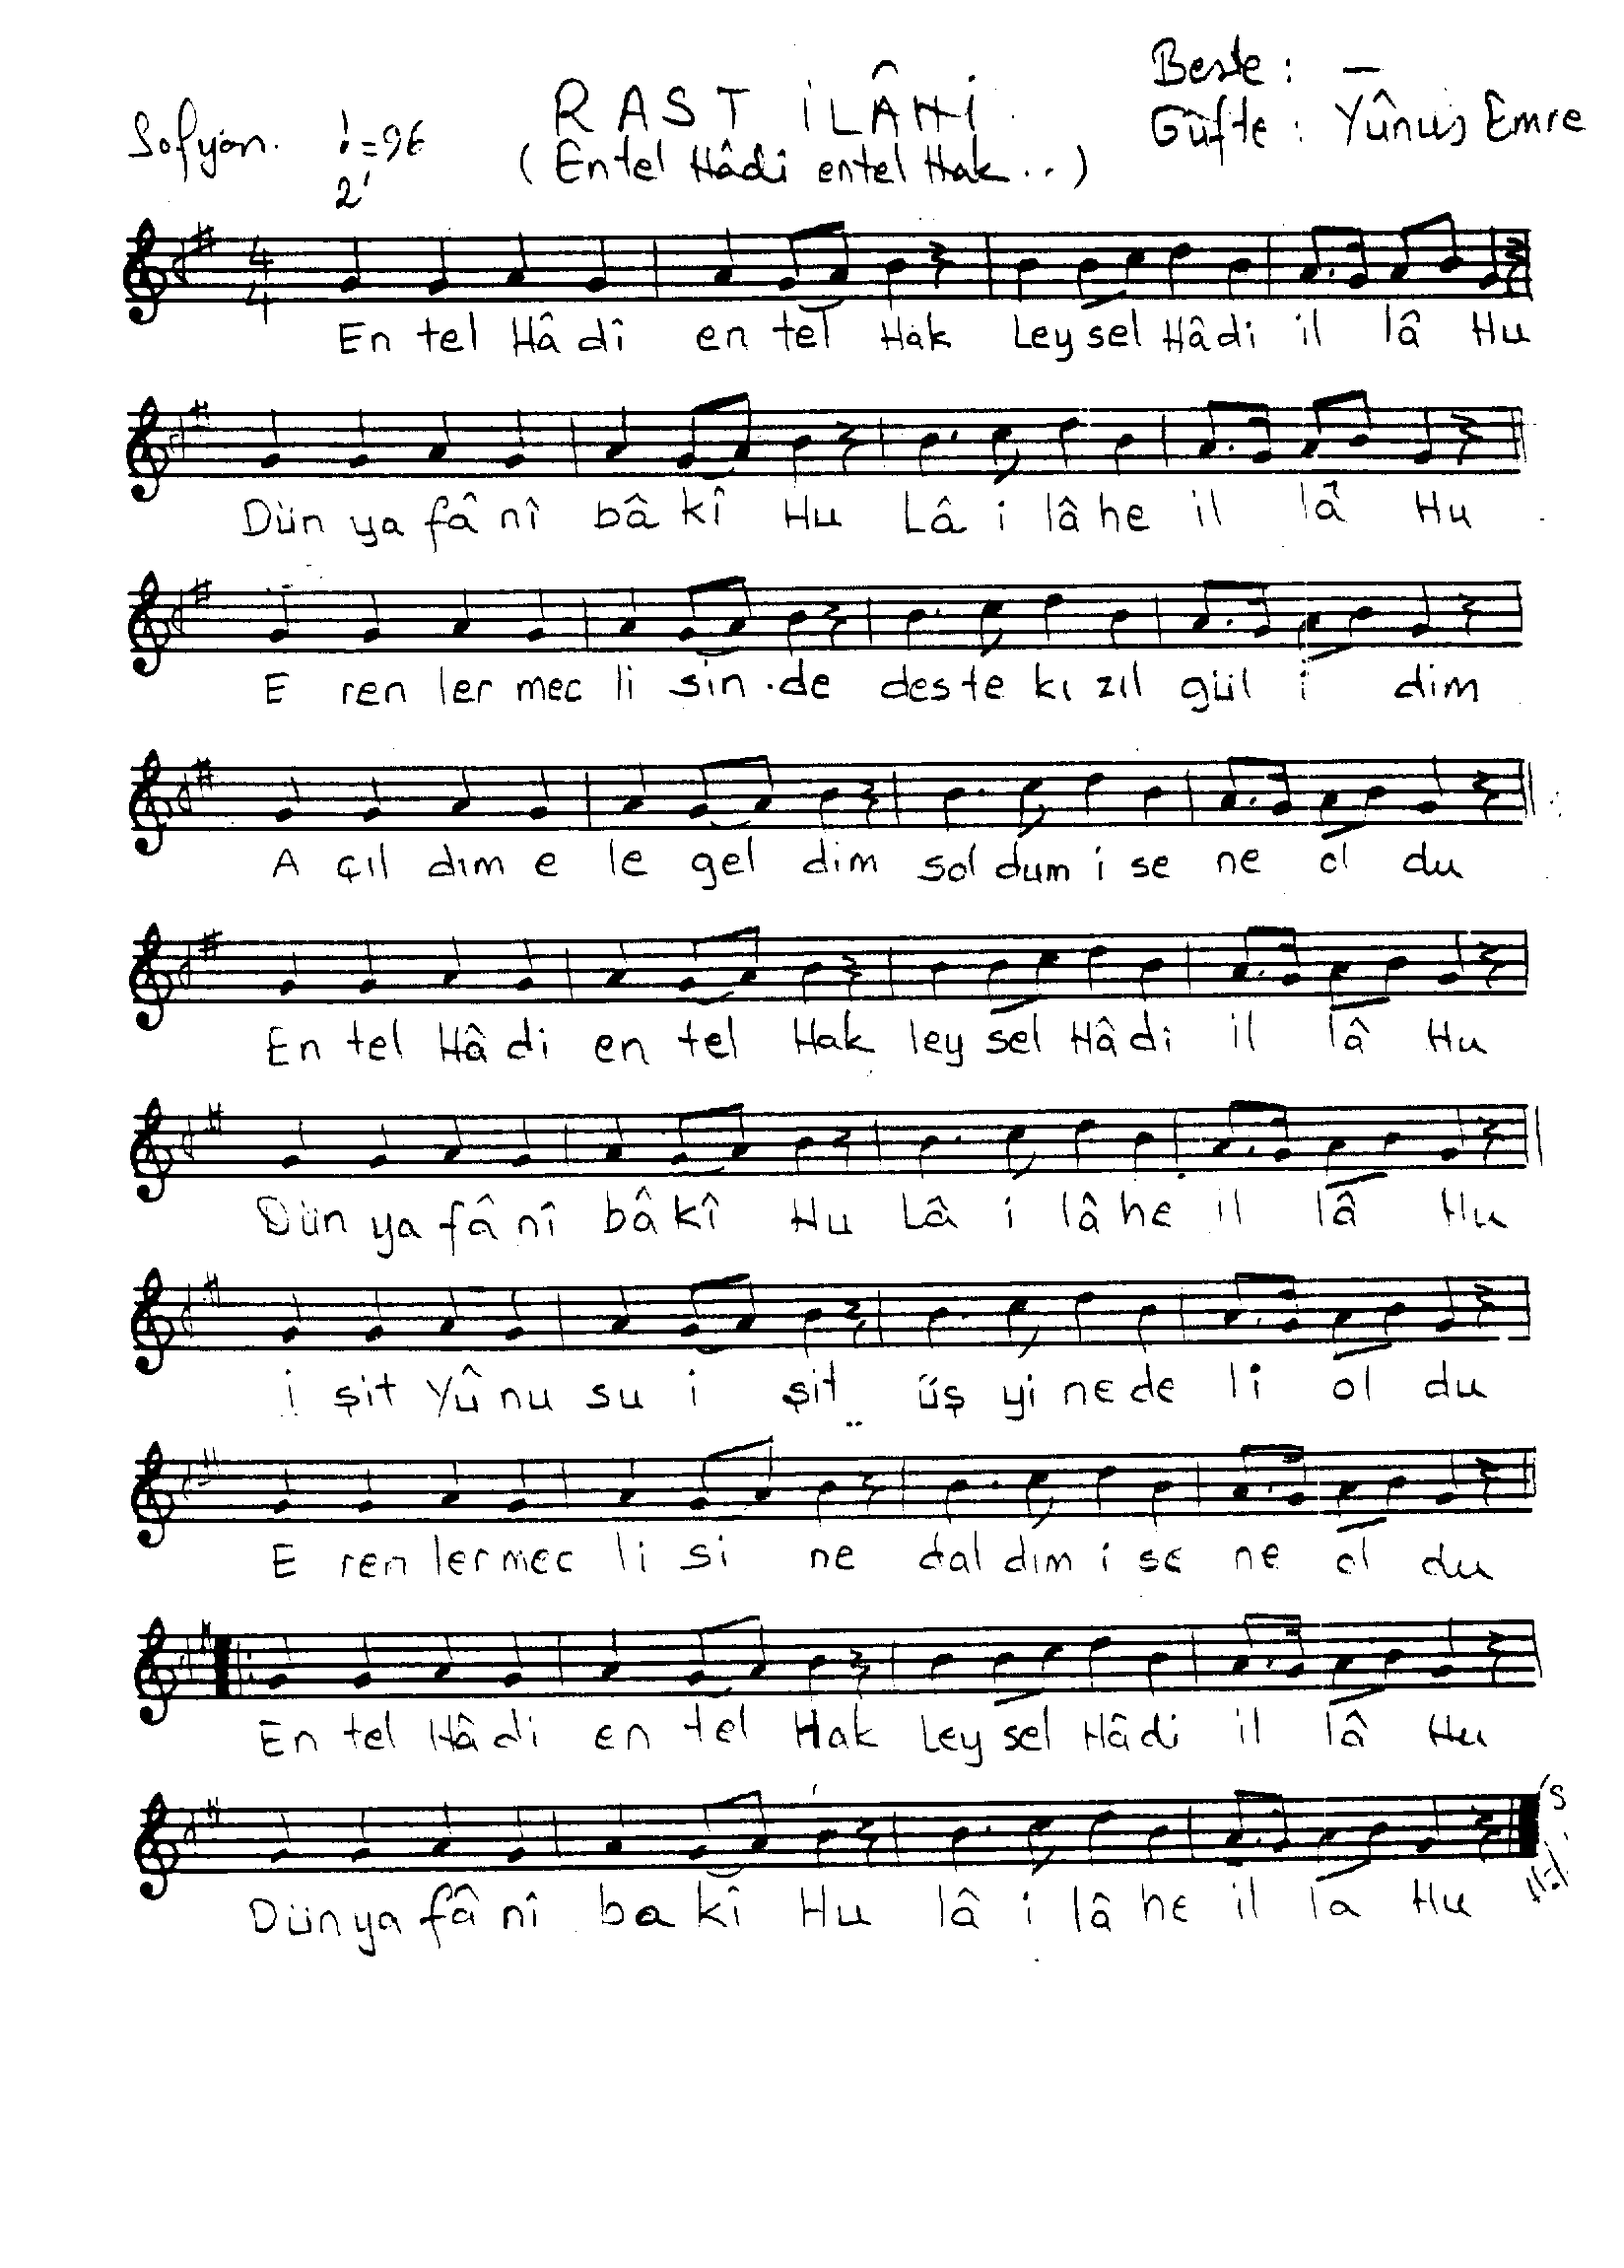 Beste : —
RAST İLÂHİ
Güfte : Yûnus Emre
Sofyan. ♩=96
(Entel Hâdî entel Hak..)
2'
4
4
En tel Hâ dî en tel Hak Ley sel Hâ di il lâ Hu
Dün ya fâ nî bâ kî Hu Lâ i lâ he il lâ Hu
E ren ler mec li sin de des te kı zıl gül i dim
A çıl dım e le gel dim sol dum i se ne ol du
En tel Hâ di en tel Hak ley sel Hâ di il lâ Hu
Dün ya fâ nî bâ kî Hu Lâ i lâ he il lâ Hu
İ şit Yû nu su i şit üş yi ne de li ol du
E ren ler mec li si ne dal dım i se ne ol du
En tel Hâ di en tel Hak Ley sel Hâ di il lâ Hu
Dün ya fâ nî ba kî Hu lâ i lâ he il la Hu